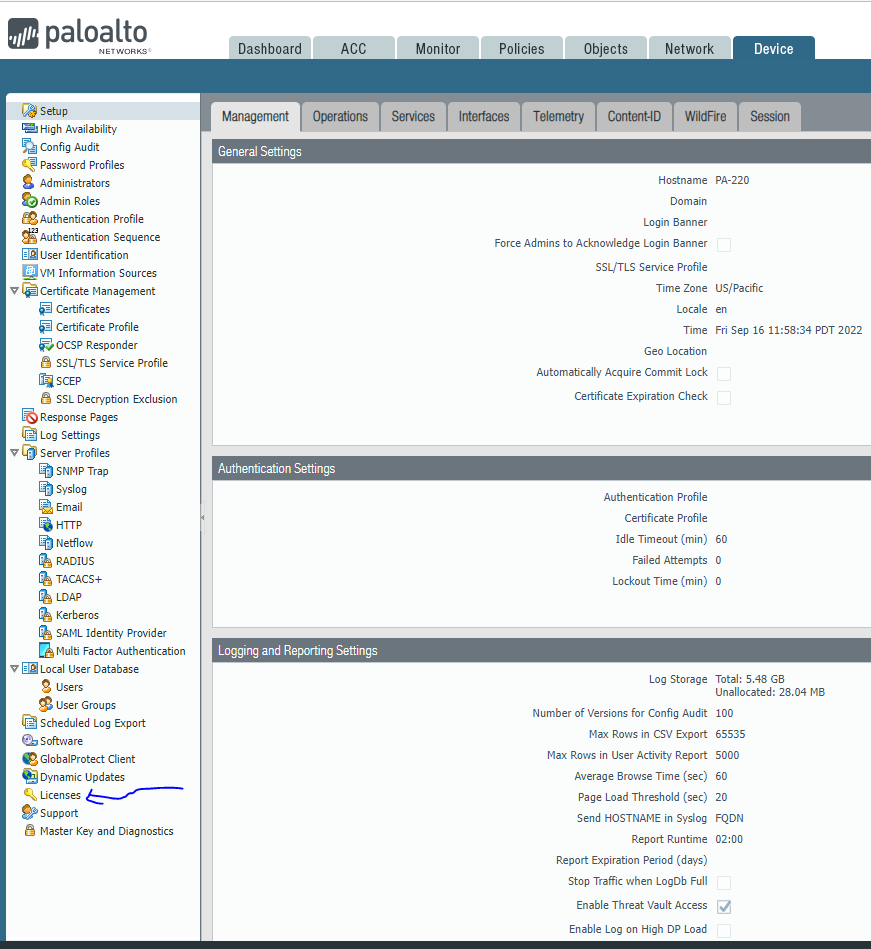 paloalto
NETWORKS®
Dashboard ACC Monitor Policies Objects Network Device
Setup
High Availability
Config Audit
Password Profiles
Administrators
Admin Roles
Authentication Profile
Authentication Sequence
User Identification
VM Information Sources
Certificate Management
Certificates
Certificate Profile
OCSP Responder
SSL/TLS Service Profile
SCEP
SSL Decryption Exclusion
Response Pages
Log Settings
Server Profiles
SNMP Trap
Syslog
Email
HTTP
Netflow
RADIUS
TACACS+
LDAP
Kerberos
SAML Identity Provider
Multi Factor Authentication
Local User Database
Users
User Groups
Scheduled Log Export
Software
GlobalProtect Client
Dynamic Updates
Licenses
Support
Master Key and Diagnostics
Management Operations Services Interfaces Telemetry Content-ID WildFire Session
General Settings
Hostname PA-220
Domain
Login Banner
Force Admins to Acknowledge Login Banner
SSL/TLS Service Profile
Time Zone US/Pacific
Locale en
Time Fri Sep 16 11:58:34 PDT 2022
Geo Location
Automatically Acquire Commit Lock
Certificate Expiration Check
Authentication Settings
Authentication Profile
Certificate Profile
Idle Timeout (min) 60
Failed Attempts 0
Lockout Time (min) 0
Logging and Reporting Settings
Log Storage Total: 5.48 GB
Unallocated: 28.04 MB
Number of Versions for Config Audit 100
Max Rows in CSV Export 65535
Max Rows in User Activity Report 5000
Average Browse Time (sec) 60
Page Load Threshold (sec) 20
Send HOSTNAME in Syslog FQDN
Report Runtime 02:00
Report Expiration Period (days)
Stop Traffic when LogDb Full
Enable Threat Vault Access
Enable Log on High DP Load